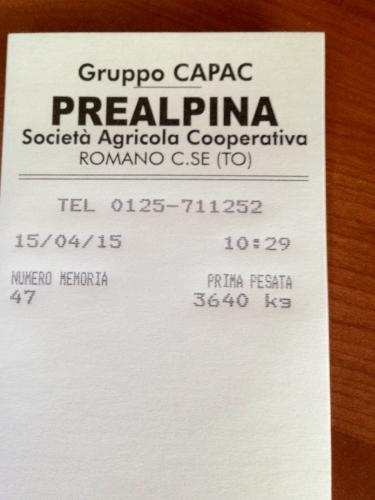 Gruppo CAPAC
PREALPINA
Società Agricola Cooperativa
ROMANO C.SE (TO)
TEL 0125-711252
15/04/15 10:29
NUMERO MEMORIA PRIMA PESATA
47 3640 kg